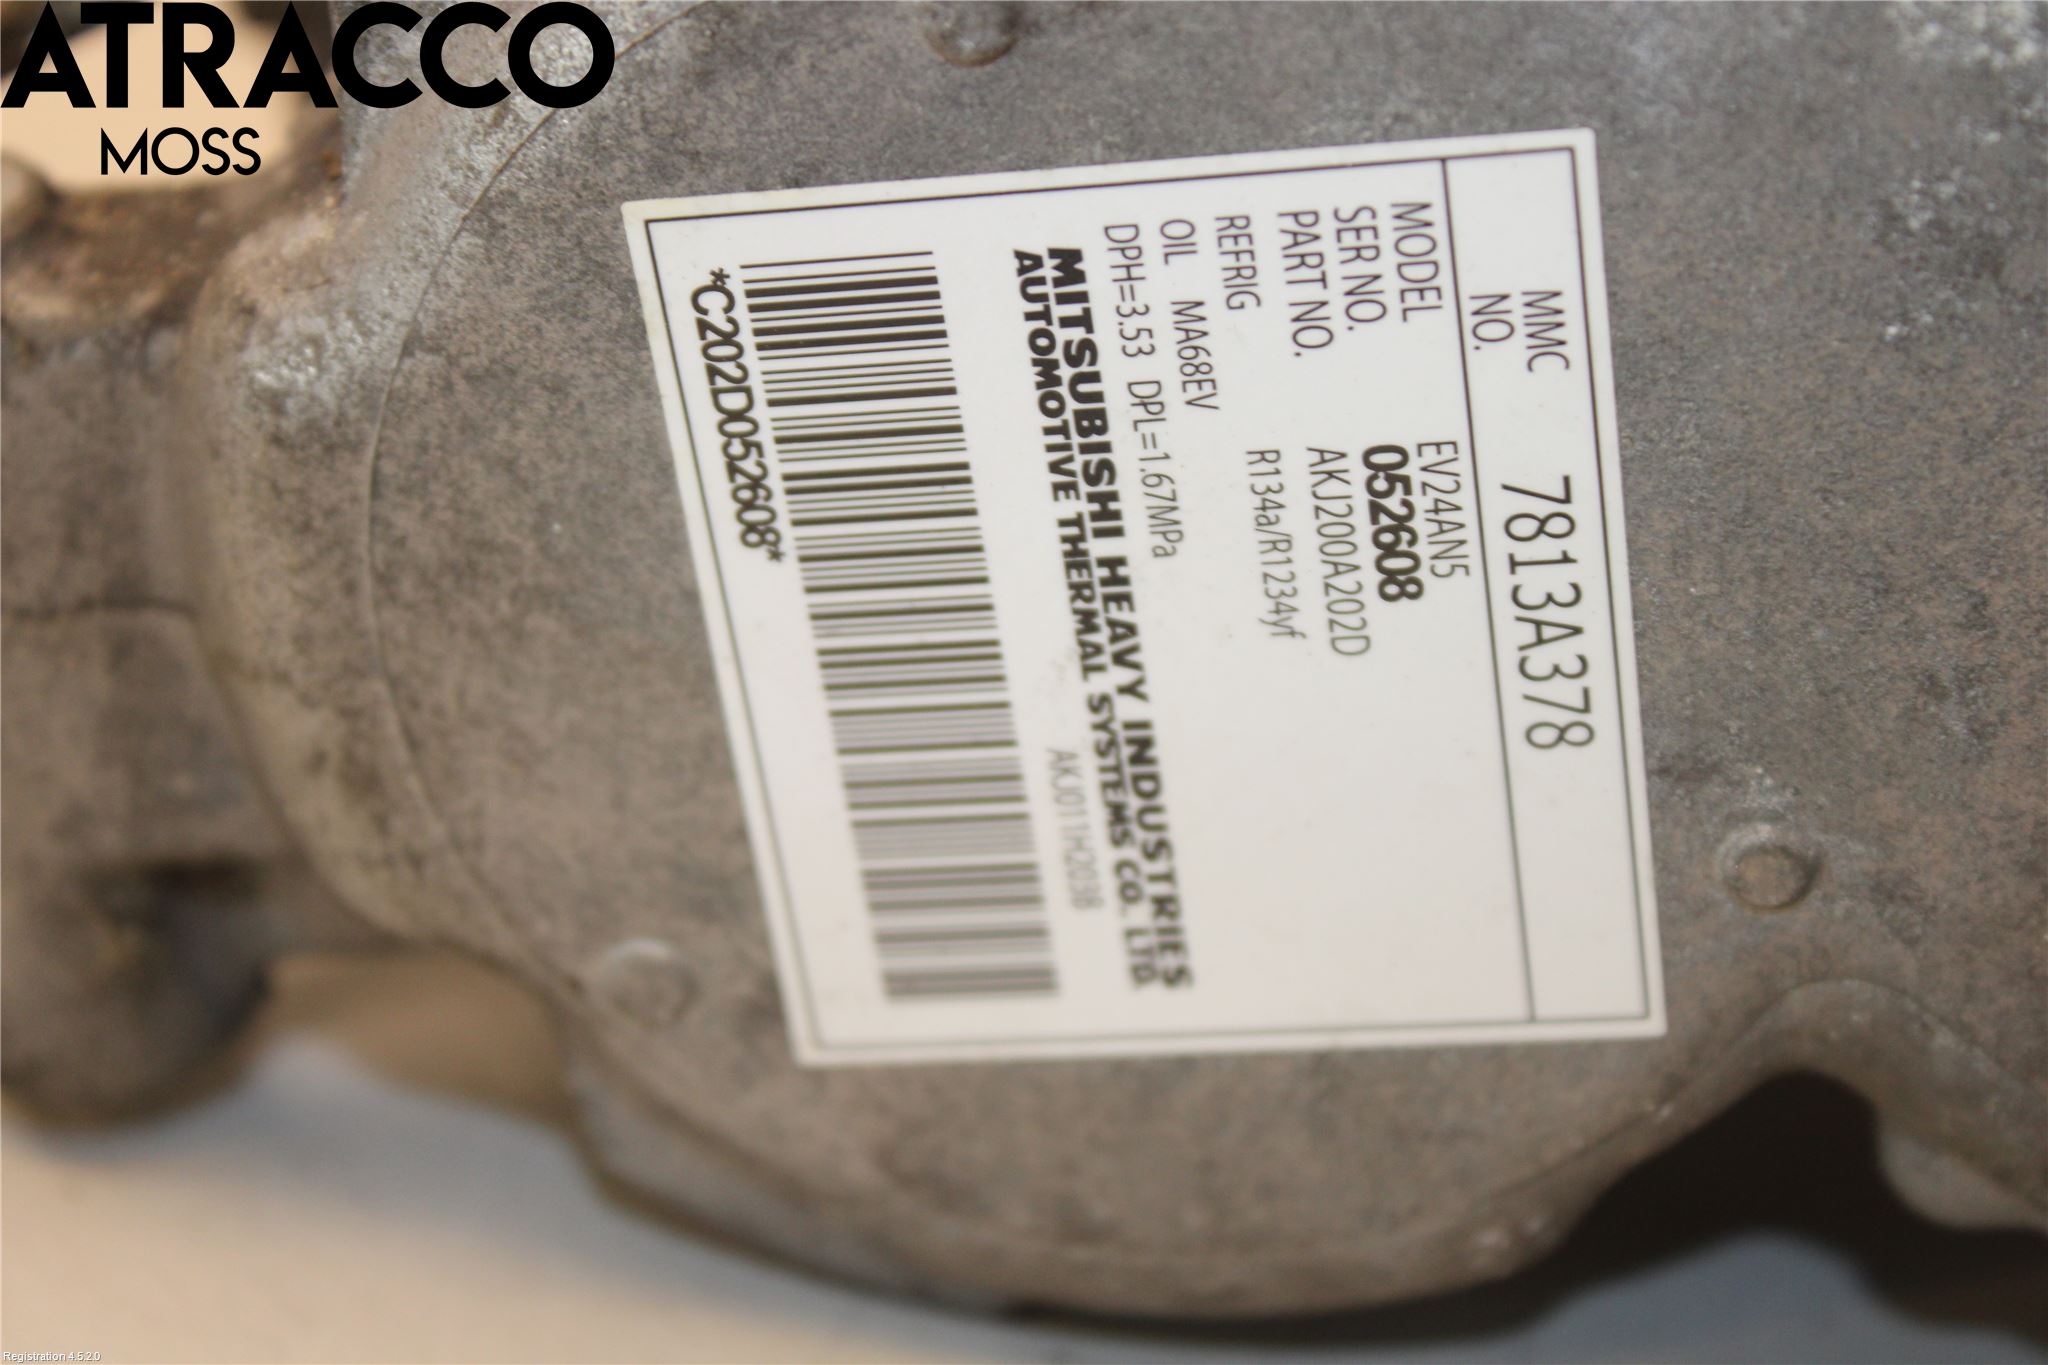 ATRACCO
MOSS
MMC NO. 7813A378
MODEL EV24AN5
SER NO. 052608
PART NO. AKJ200A202D
REFRIG R134a/R1234yf
OIL MA68EV
DPH=3.53 DPL=1.67MPa
MITSUBISHI HEAVY INDUSTRIES
AUTOMOTIVE THERMAL SYSTEMS CO. LTD.
AKJ011H203B
*C202D052608*
Registration 4.5.2.0